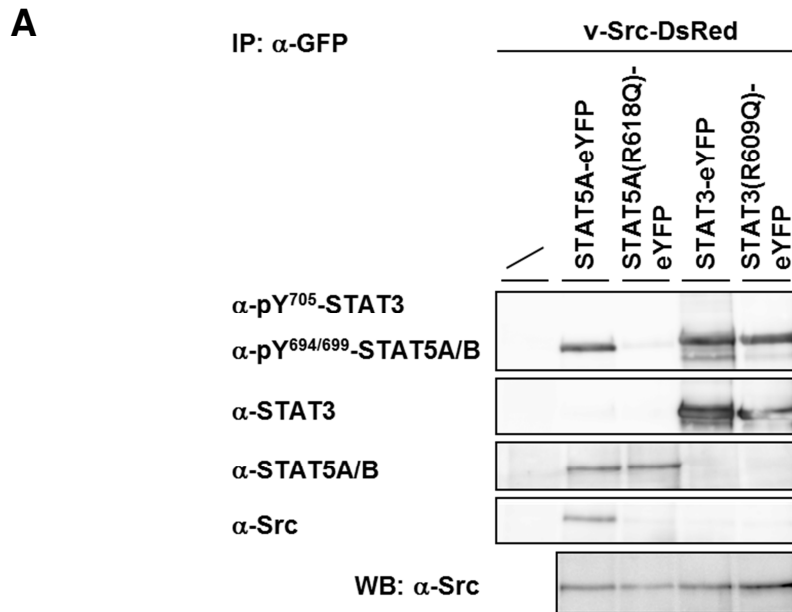 A
IP: α-GFP
v-Src-DsRed
STAT5A-eYFP
STAT5A(R618Q)-
eYFP
STAT3-eYFP
STAT3(R609Q)-
eYFP
α-pY⁷⁰⁵-STAT3
α-pY⁶⁹⁴/⁶⁹⁹-STAT5A/B
α-STAT3
α-STAT5A/B
α-Src
WB: α-Src